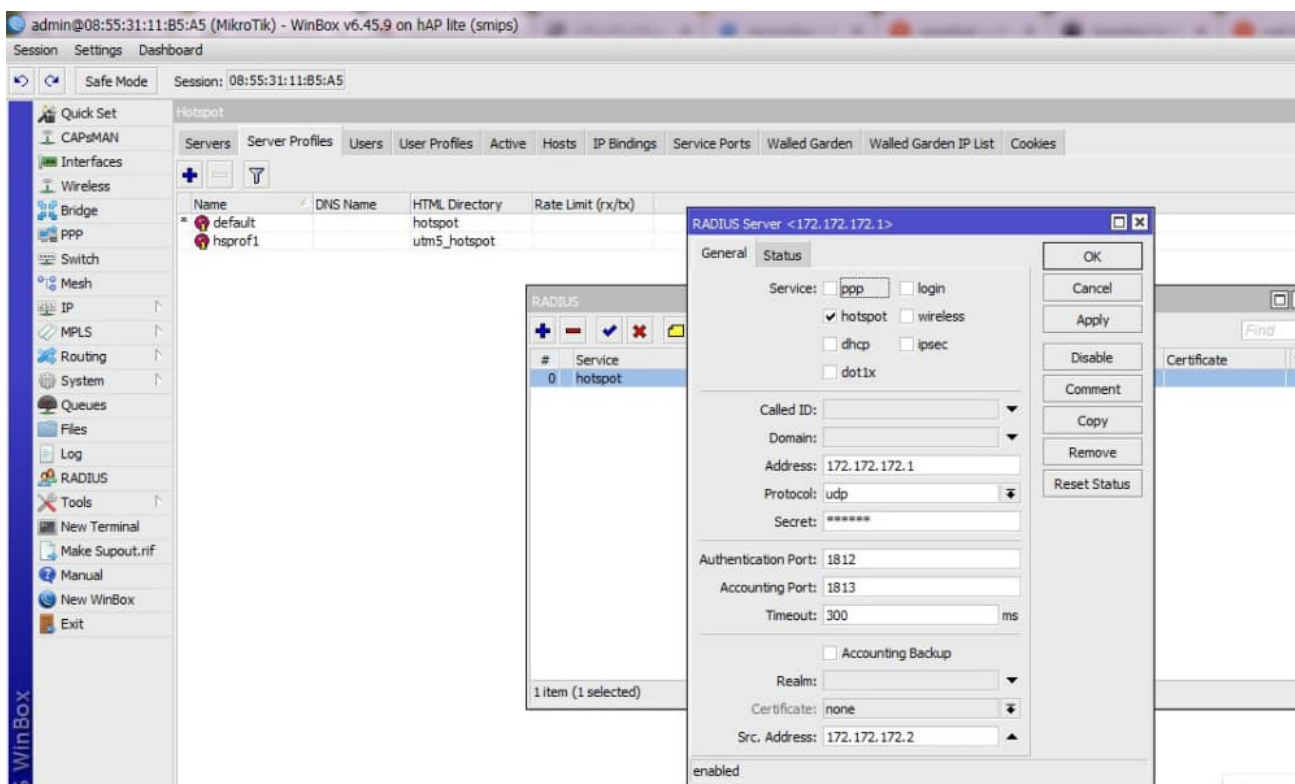 admin@08:55:31:11:B5:A5 (MikroTik) - WinBox v6.45.9 on hAP lite (smips)
Session Settings Dashboard
Safe Mode Session: 08:55:31:11:B5:A5
Quick Set
CAPsMAN
Interfaces
Wireless
Bridge
PPP
Switch
Mesh
IP
MPLS
Routing
System
Queues
Files
Log
RADIUS
Tools
New Terminal
Make Supout.rif
Manual
New WinBox
Exit
WinBox
Hotspot
Servers Server Profiles Users User Profiles Active Hosts IP Bindings Service Ports Walled Garden Walled Garden IP List Cookies
Name DNS Name HTML Directory Rate Limit (rx/tx)
* default hotspot
hsprof1 utm5_hotspot
RADIUS
Find
# Service Certificate
0 hotspot
1 item (1 selected)
RADIUS Server <172.172.172.1>
General Status
Service: ppp login
hotspot wireless
dhcp ipsec
dot1x
Called ID:
Domain:
Address: 172.172.172.1
Protocol: udp
Secret: ******
Authentication Port: 1812
Accounting Port: 1813
Timeout: 300 ms
Accounting Backup
Realm:
Certificate: none
Src. Address: 172.172.172.2
enabled
OK
Cancel
Apply
Disable
Comment
Copy
Remove
Reset Status